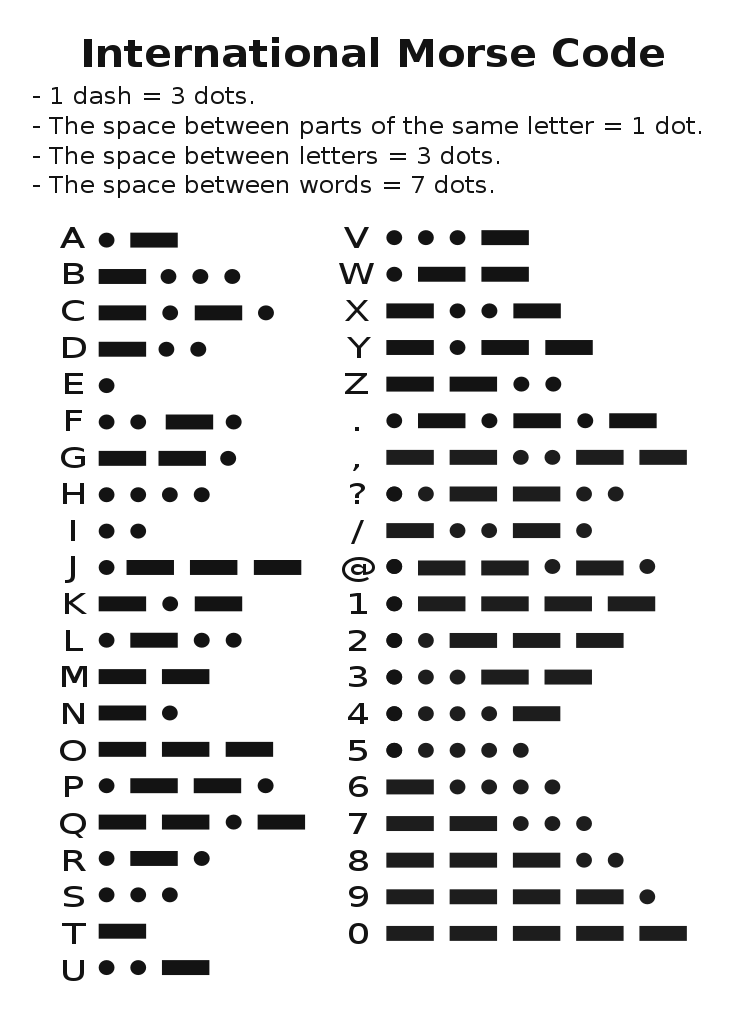 International Morse Code
- 1 dash = 3 dots.
- The space between parts of the same letter = 1 dot.
- The space between letters = 3 dots.
- The space between words = 7 dots.
A
B
C
D
E
F
G
H
I
J
K
L
M
N
O
P
Q
R
S
T
U
V
W
X
Y
Z
.
,
?
/
@
1
2
3
4
5
6
7
8
9
0